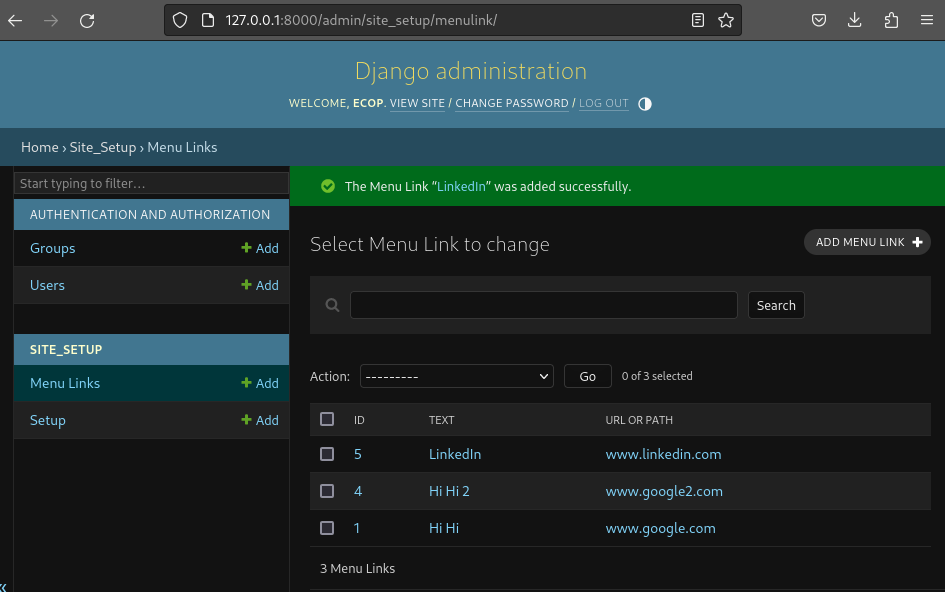 127.0.0.1:8000/admin/site_setup/menulink/
Django administration
WELCOME, ECOP. VIEW SITE / CHANGE PASSWORD / LOG OUT
Home › Site_Setup › Menu Links
Start typing to filter...
The Menu Link “LinkedIn” was added successfully.
AUTHENTICATION AND AUTHORIZATION
Groups + Add
Users + Add
SITE_SETUP
Menu Links + Add
Setup + Add
«
Select Menu Link to change
ADD MENU LINK +
Search
Action: --------- Go 0 of 3 selected
ID TEXT URL OR PATH
5 LinkedIn www.linkedin.com
4 Hi Hi 2 www.google2.com
1 Hi Hi www.google.com
3 Menu Links